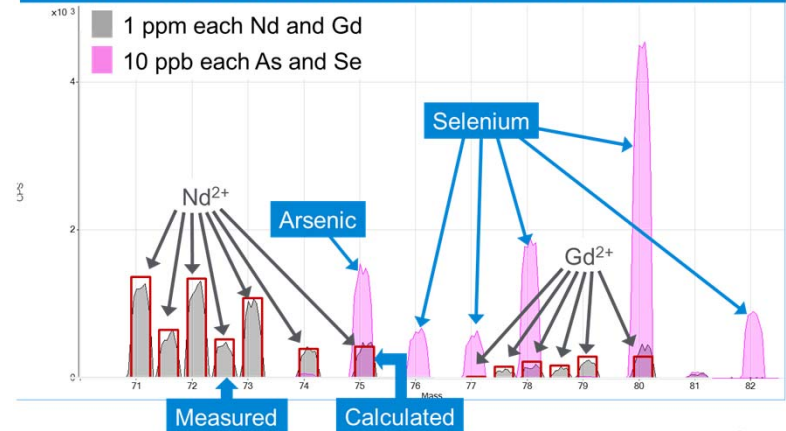 x10 3
1 ppm each Nd and Gd
10 ppb each As and Se
4
Selenium
Nd2+
Arsenic
2
Gd2+
CPS
0
71 72 73 74 75 76 77 78 79 80 81 82
Mass
Measured Calculated